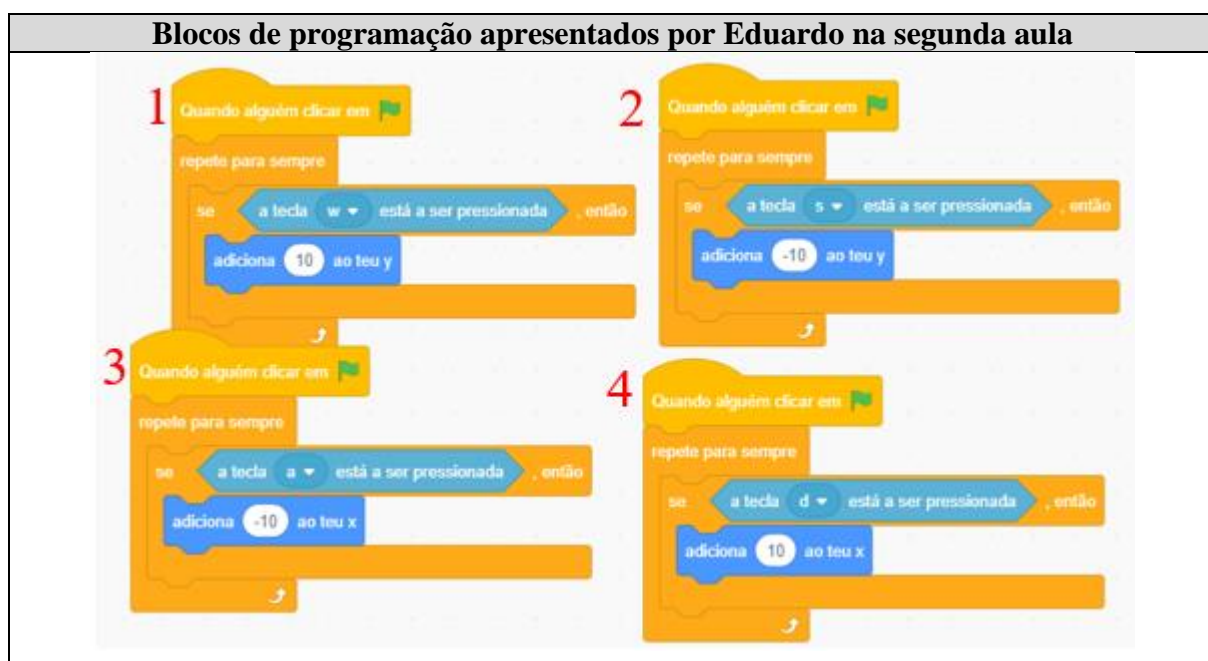 Blocos de programação apresentados por Eduardo na segunda aula
1
Quando alguém clicar em
repete para sempre
se a tecla w está a ser pressionada , então
adiciona 10 ao teu y
2
Quando alguém clicar em
repete para sempre
se a tecla s está a ser pressionada , então
adiciona -10 ao teu y
3
Quando alguém clicar em
repete para sempre
se a tecla a está a ser pressionada , então
adiciona -10 ao teu x
4
Quando alguém clicar em
repete para sempre
se a tecla d está a ser pressionada , então
adiciona 10 ao teu x